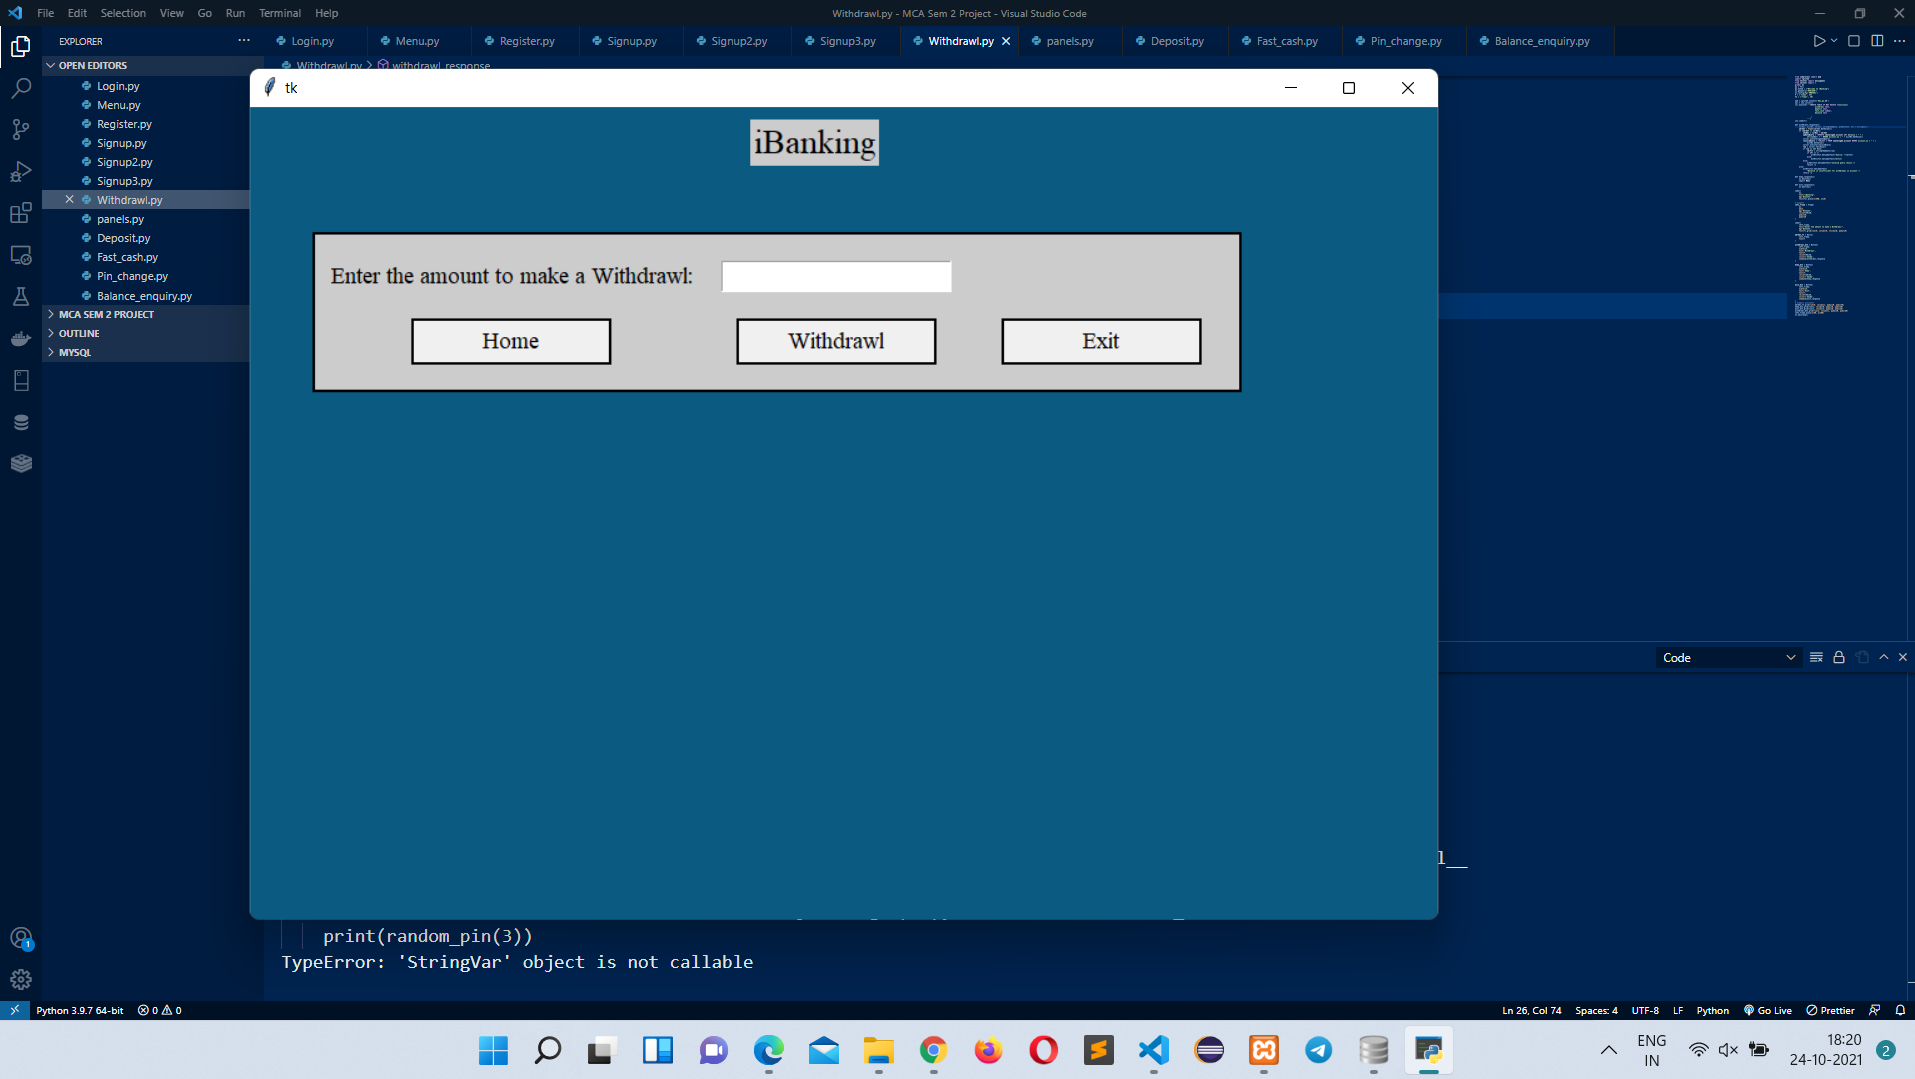 File Edit Selection View Go Run Terminal Help
Withdrawl.py - MCA Sem 2 Project - Visual Studio Code
EXPLORER
Login.py Menu.py Register.py Signup.py Signup2.py Signup3.py Withdrawl.py panels.py Deposit.py Fast_cash.py Pin_change.py Balance_enquiry.py
OPEN EDITORS
Withdrawl.py > withdrawl_response
Login.py
Menu.py
Register.py
Signup.py
Signup2.py
Signup3.py
Withdrawl.py
panels.py
Deposit.py
Fast_cash.py
Pin_change.py
Balance_enquiry.py
MCA SEM 2 PROJECT
OUTLINE
MYSQL
tk
iBanking
Enter the amount to make a Withdrawl:
Home Withdrawl Exit
Code
l__
print(random_pin(3))
TypeError: 'StringVar' object is not callable
1
Python 3.9.7 64-bit 0 0
Ln 26, Col 74 Spaces: 4 UTF-8 LF Python Go Live Prettier
ENG
IN
18:20
24-10-2021
2